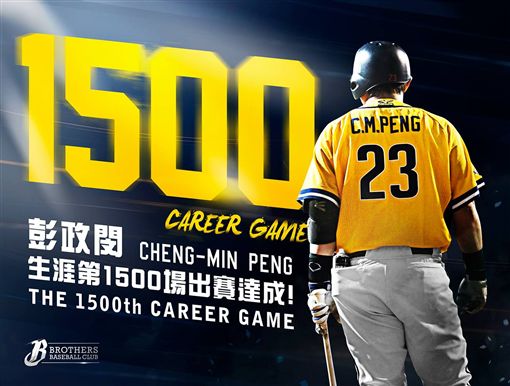 1500
CAREER GAME
彭政閔 CHENG-MIN PENG
生涯第1500場出賽達成!
THE 1500th CAREER GAME
B BROTHERS
BASEBALL CLUB
C.M.PENG
23